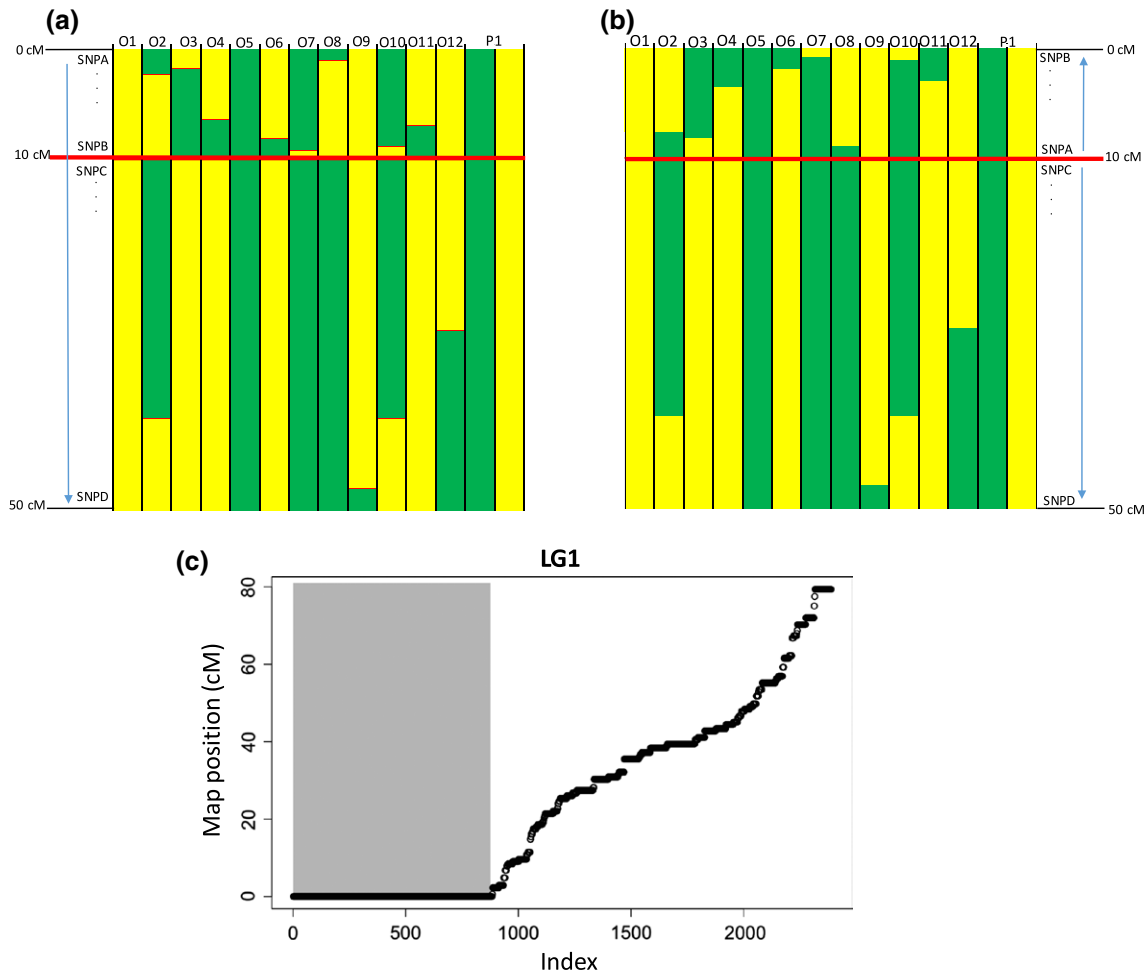 (a)
O1 O2 O3 O4 O5 O6 O7 O8 O9 O10 O11 O12 P1
0 cM
SNPA
SNPB
10 cM
SNPC
SNPD
50 cM
(b)
O1 O2 O3 O4 O5 O6 O7 O8 O9 O10 O11 O12 P1
0 cM
SNPB
SNPA
10 cM
SNPC
SNPD
50 cM
(c)
LG1
Map position (cM)
80
60
40
20
0
0 500 1000 1500 2000
Index